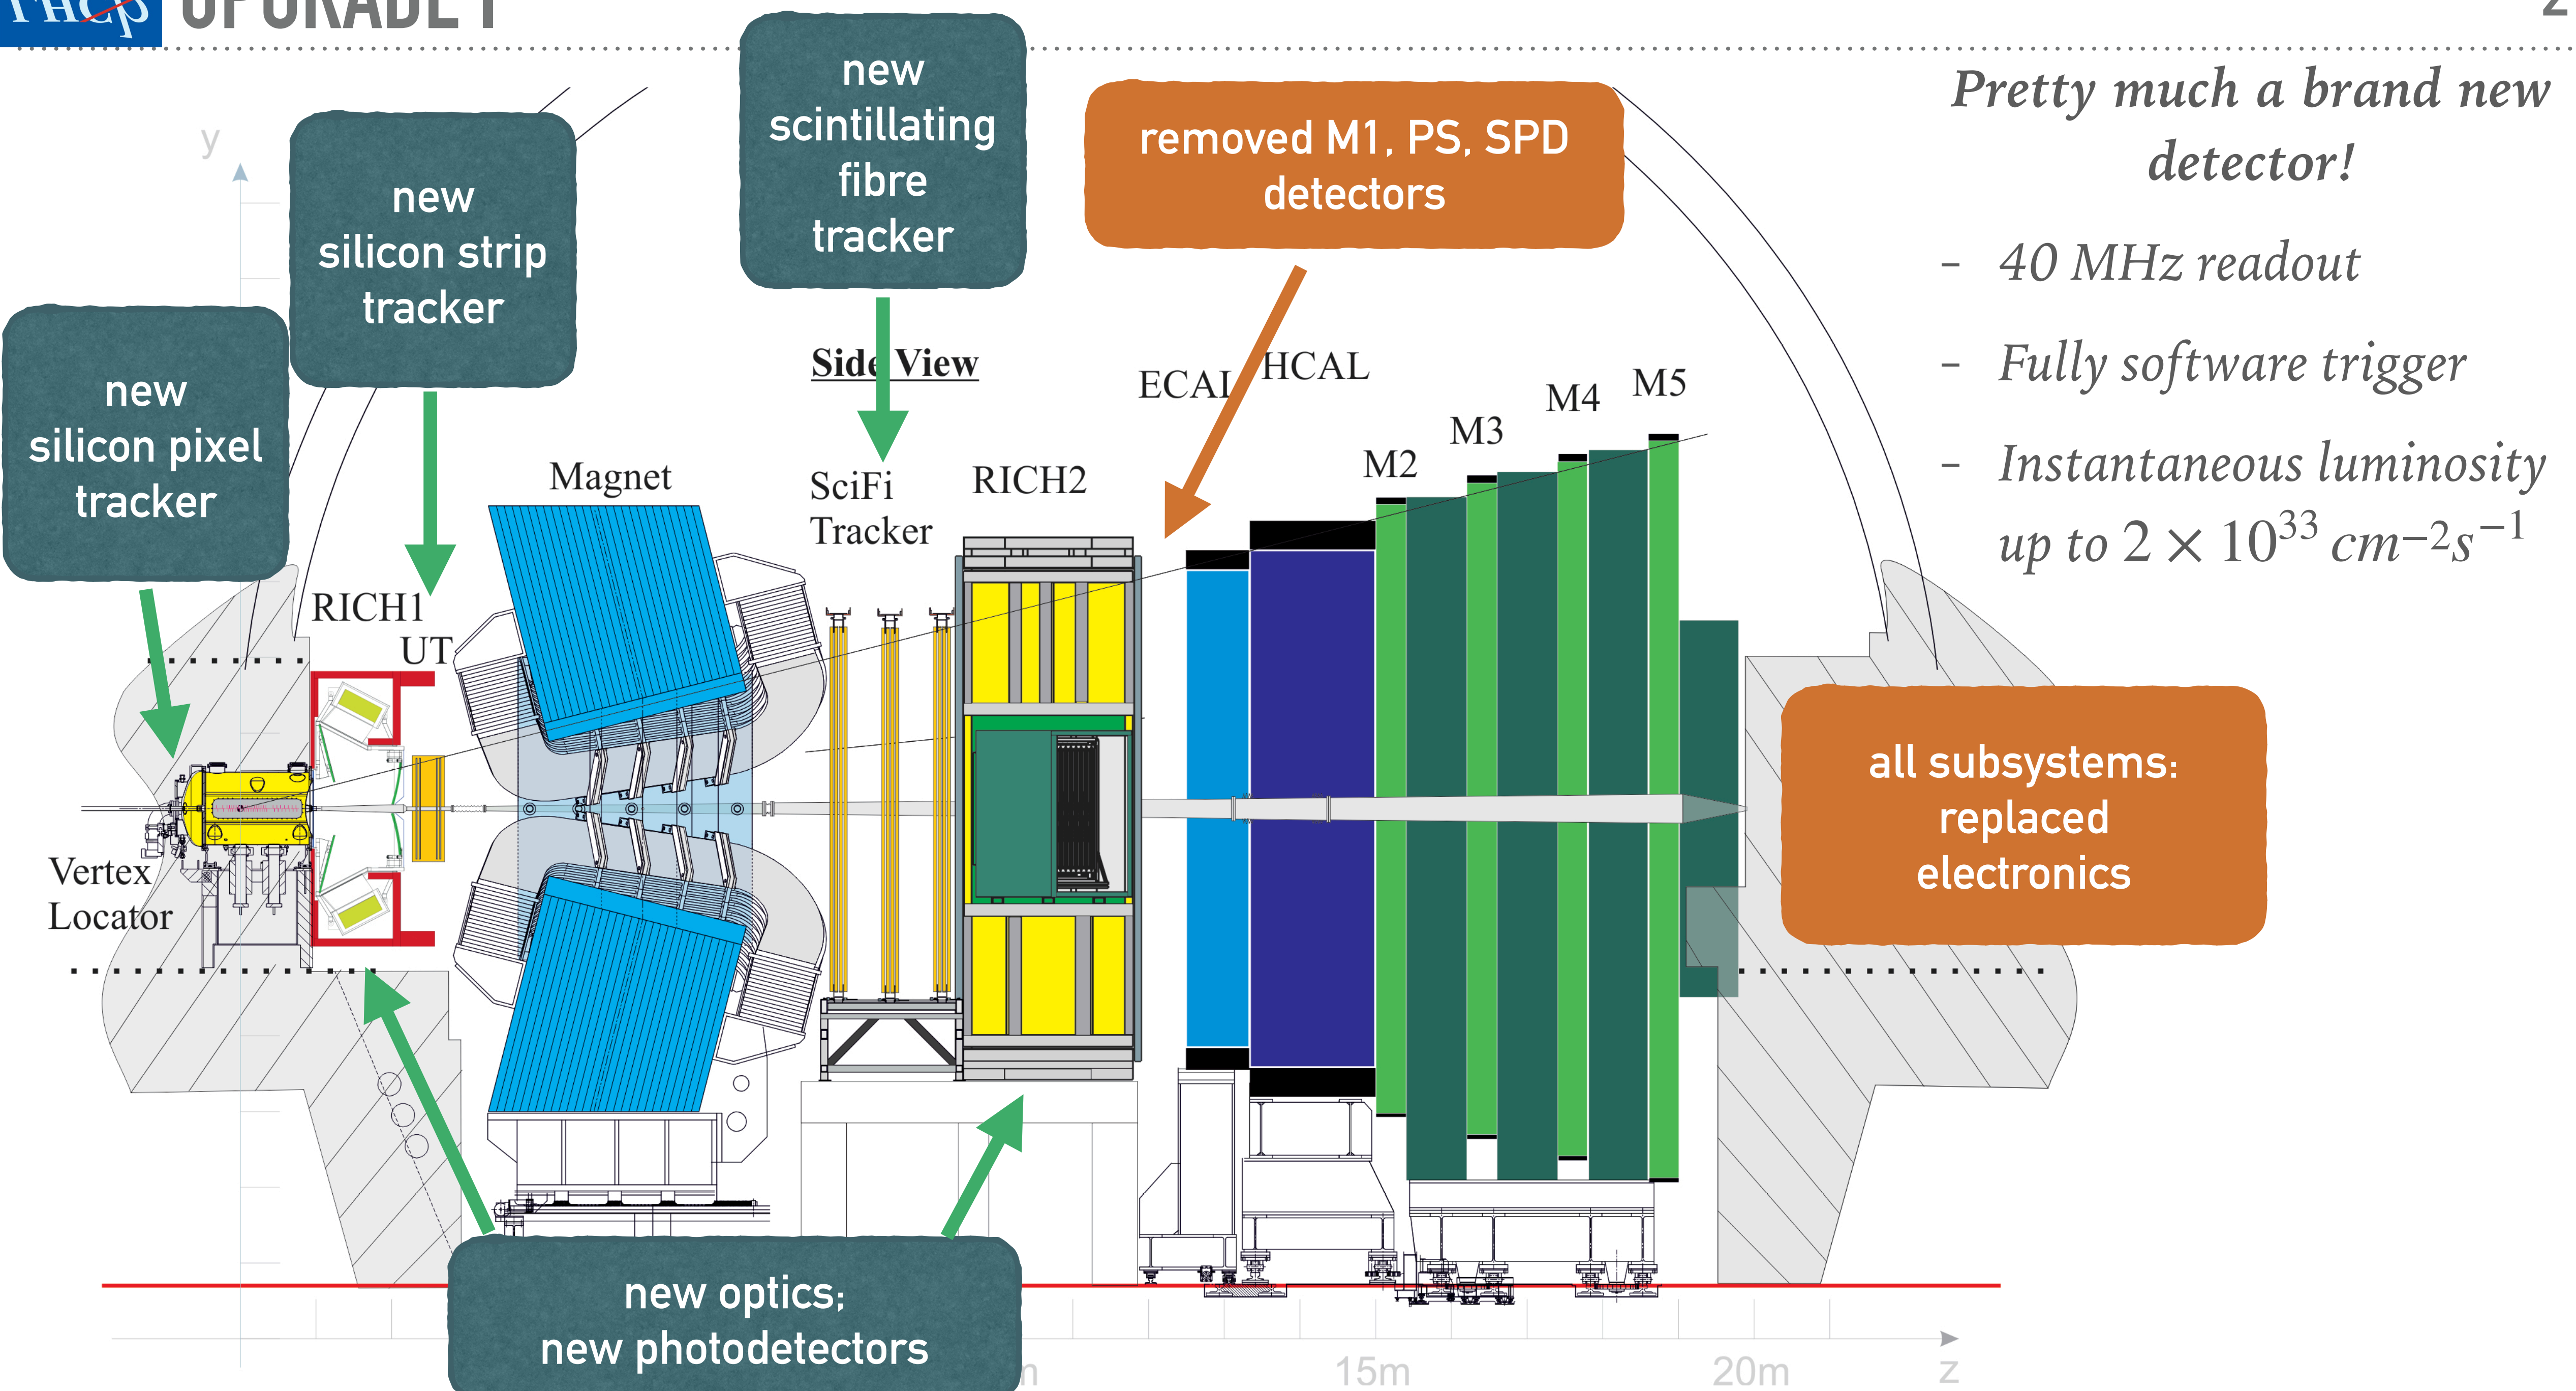 LHCb UPGRADE I
2
new
silicon pixel
tracker
new
silicon strip
tracker
new
scintillating
fibre
tracker
removed M1, PS, SPD
detectors
Pretty much a brand new
detector!
- 40 MHz readout
- Fully software trigger
- Instantaneous luminosity
up to 2 × 10³³ cm⁻²s⁻¹
y
Side View
ECAL
HCAL
M5
M4
M3
M2
Magnet
SciFi
Tracker
RICH2
RICH1
UT
Vertex
Locator
all subsystems:
replaced
electronics
new optics;
new photodetectors
m
15m
20m
z